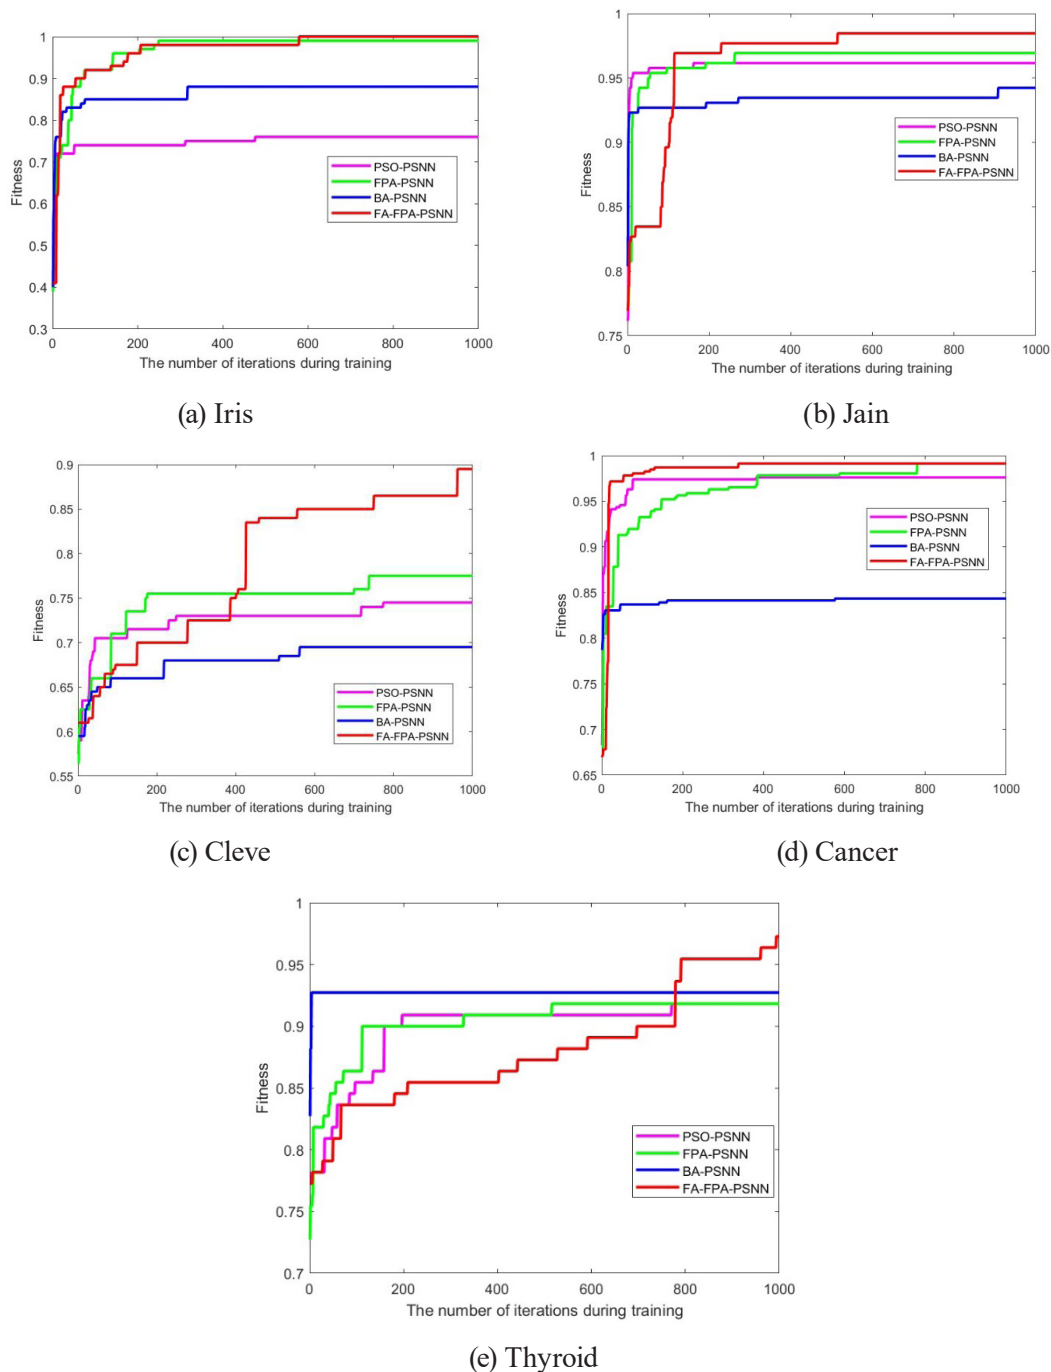 1
0.9
0.8
0.7
0.6
0.5
0.4
0.3
Fitness
PSO-PSNN
FPA-PSNN
BA-PSNN
FA-FPA-PSNN
0 200 400 600 800 1000
The number of iterations during training
(a) Iris
1
0.95
0.9
0.85
0.8
0.75
Fitness
PSO-PSNN
FPA-PSNN
BA-PSNN
FA-FPA-PSNN
0 200 400 600 800 1000
The number of iterations during training
(b) Jain
0.9
0.85
0.8
0.75
0.7
0.65
0.6
0.55
Fitness
PSO-PSNN
FPA-PSNN
BA-PSNN
FA-FPA-PSNN
0 200 400 600 800 1000
The number of iterations during training
(c) Cleve
1
0.95
0.9
0.85
0.8
0.75
0.7
0.65
Fitness
PSO-PSNN
FPA-PSNN
BA-PSNN
FA-FPA-PSNN
0 200 400 600 800 1000
The number of iterations during training
(d) Cancer
1
0.95
0.9
0.85
0.8
0.75
0.7
Fitness
PSO-PSNN
FPA-PSNN
BA-PSNN
FA-FPA-PSNN
0 200 400 600 800 1000
The number of iterations during training
(e) Thyroid